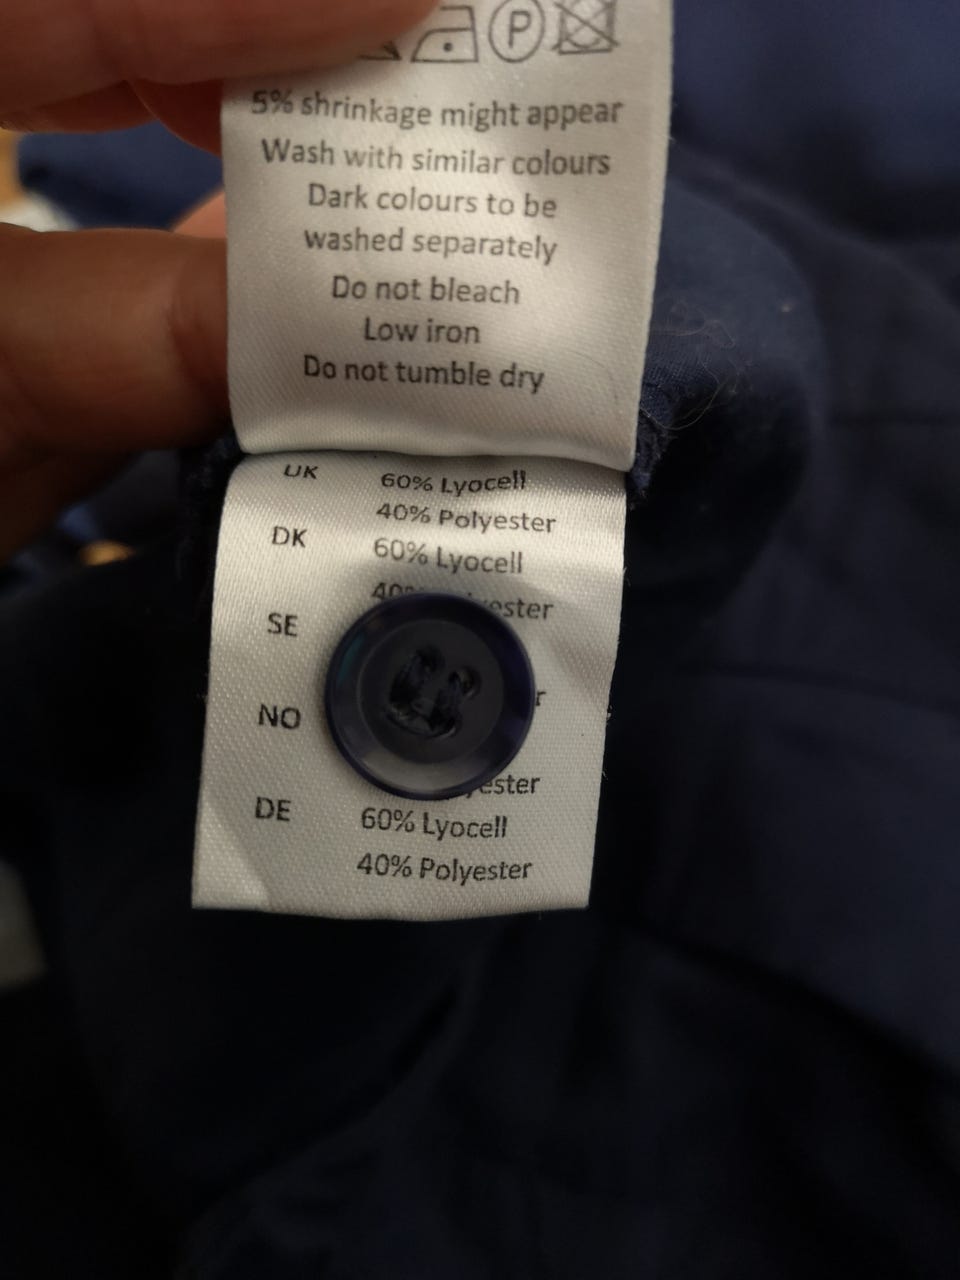 P
5% shrinkage might appear
Wash with similar colours
Dark colours to be
washed separately
Do not bleach
Low iron
Do not tumble dry
UK 60% Lyocell
40% Polyester
DK 60% Lyocell
SE
NO
DE 60% Lyocell
40% Polyester